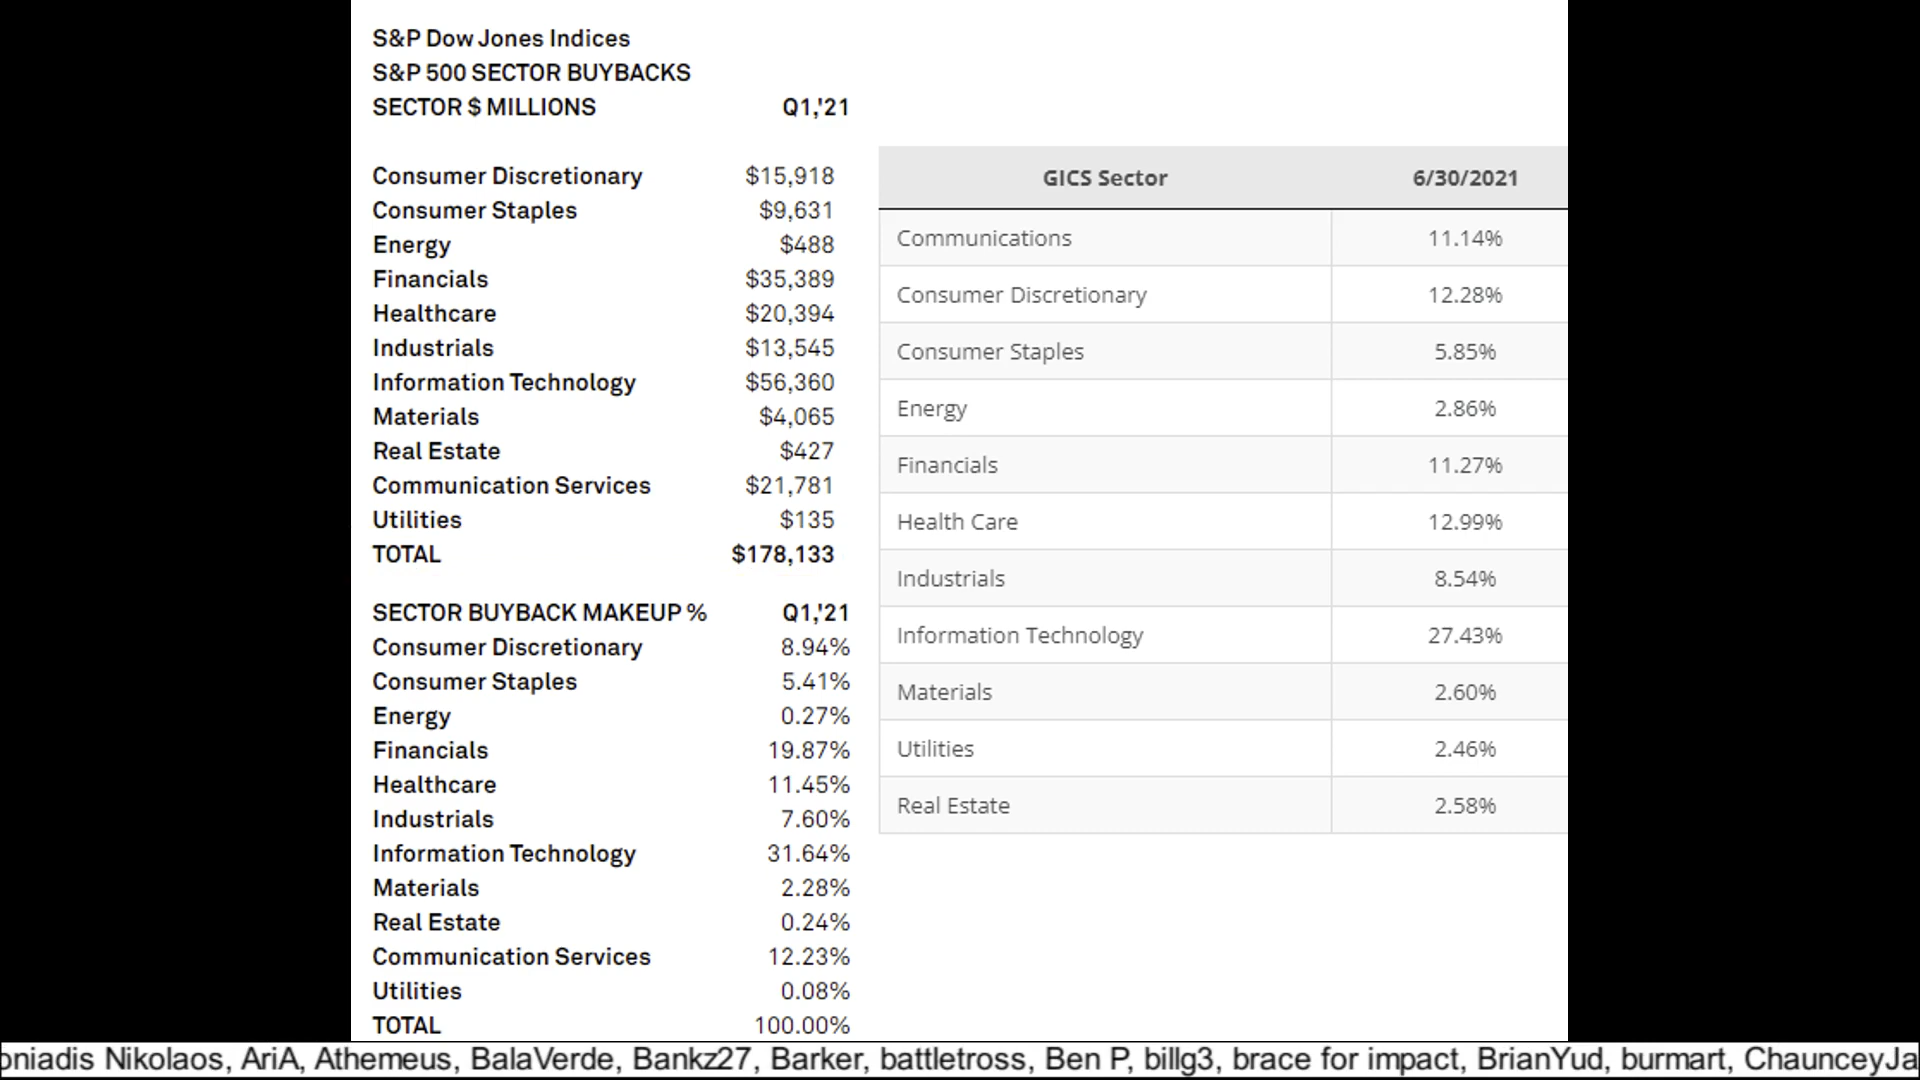 S&P Dow Jones Indices
S&P 500 SECTOR BUYBACKS
SECTOR $ MILLIONS Q1,'21
Consumer Discretionary $15,918
Consumer Staples $9,631
Energy $488
Financials $35,389
Healthcare $20,394
Industrials $13,545
Information Technology $56,360
Materials $4,065
Real Estate $427
Communication Services $21,781
Utilities $135
TOTAL $178,133
SECTOR BUYBACK MAKEUP % Q1,'21
Consumer Discretionary 8.94%
Consumer Staples 5.41%
Energy 0.27%
Financials 19.87%
Healthcare 11.45%
Industrials 7.60%
Information Technology 31.64%
Materials 2.28%
Real Estate 0.24%
Communication Services 12.23%
Utilities 0.08%
TOTAL 100.00%
GICS Sector 6/30/2021
Communications 11.14%
Consumer Discretionary 12.28%
Consumer Staples 5.85%
Energy 2.86%
Financials 11.27%
Health Care 12.99%
Industrials 8.54%
Information Technology 27.43%
Materials 2.60%
Utilities 2.46%
Real Estate 2.58%
oniadis Nikolaos, AriA, Athemeus, BalaVerde, Bankz27, Barker, battletross, Ben P, billg3, brace for impact, BrianYud, burmart, ChaunceyJa